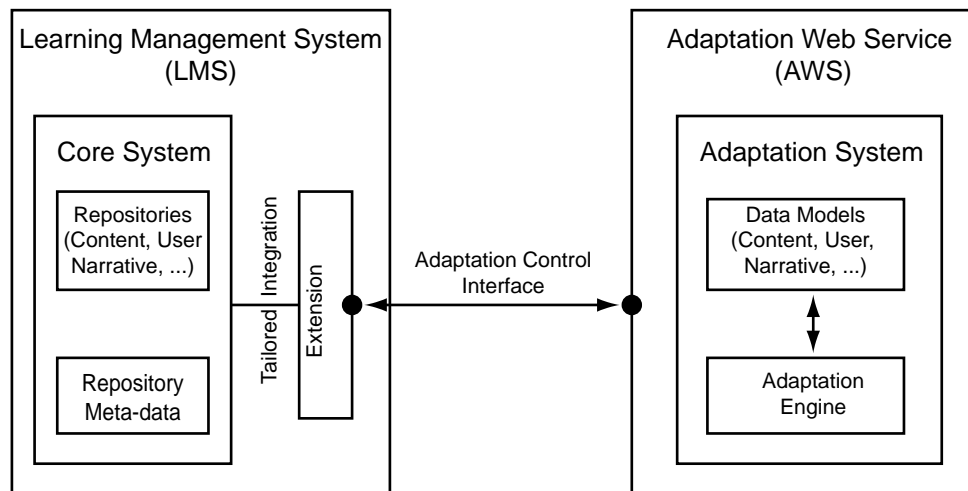 Learning Management System
(LMS)
Core System
Repositories
(Content, User
Narrative, ...)
Repository
Meta-data
Tailored Integration
Extension
Adaptation Control
Interface
Adaptation Web Service
(AWS)
Adaptation System
Data Models
(Content, User,
Narrative, ...)
Adaptation
Engine